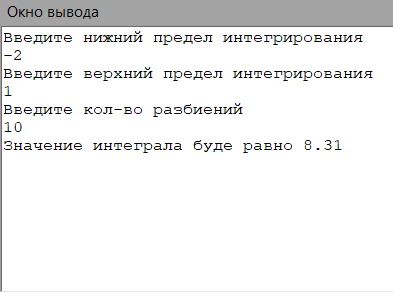 Окно вывода
Введите нижний предел интегрирования
-2
Введите верхний предел интегрирования
1
Введите кол-во разбиений
10
Значение интеграла буде равно 8.31